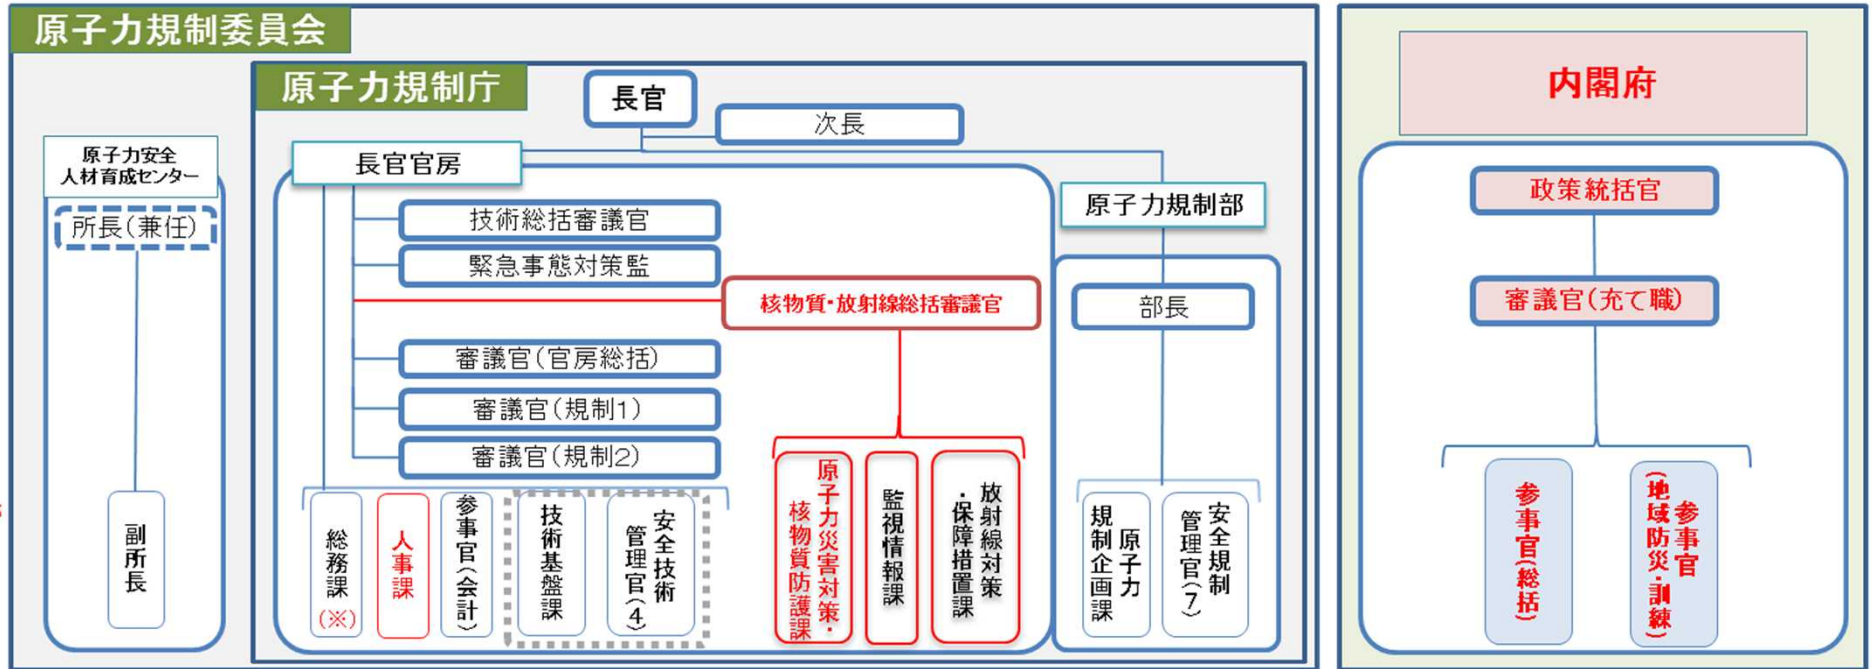 原子力規制委員会
原子力規制庁
長官
次長
原子力安全
人材育成センター
所長(兼任)
副所長
長官官房
技術総括審議官
緊急事態対策監
核物質・放射線総括審議官
審議官(官房総括)
審議官(規制1)
審議官(規制2)
総務課(※)
人事課
参事官(会計)
技術基盤課
安全技術
管理官(4)
原子力災害対策・
核物質防護課
監視情報課
放射線対策
・保障措置課
原子力規制部
部長
原子力
規制企画課
安全規制
管理官(7)
内閣府
政策統括官
審議官(充て職)
参事官(総括)
参事官
(地域防災・訓練)